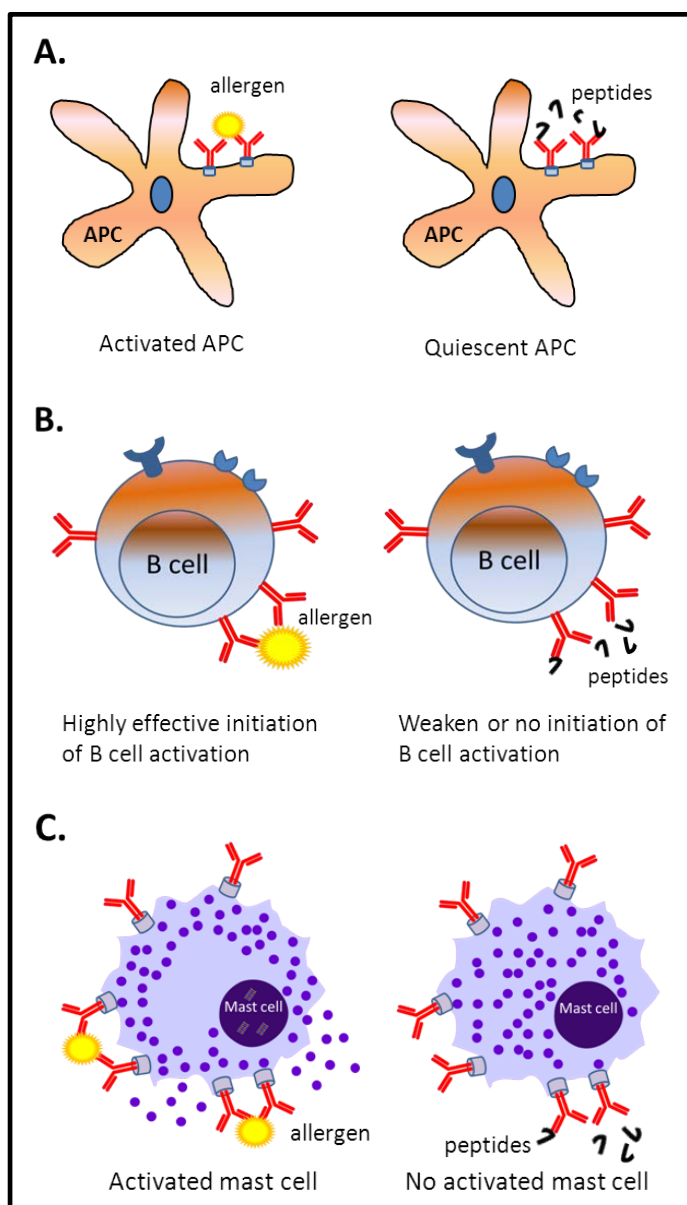 A.
allergen
peptides
APC
APC
Activated APC
Quiescent APC
B.
B cell
B cell
allergen
peptides
Highly effective initiation
of B cell activation
Weaken or no initiation of
B cell activation
C.
Mast cell
Mast cell
allergen
peptides
Activated mast cell
No activated mast cell